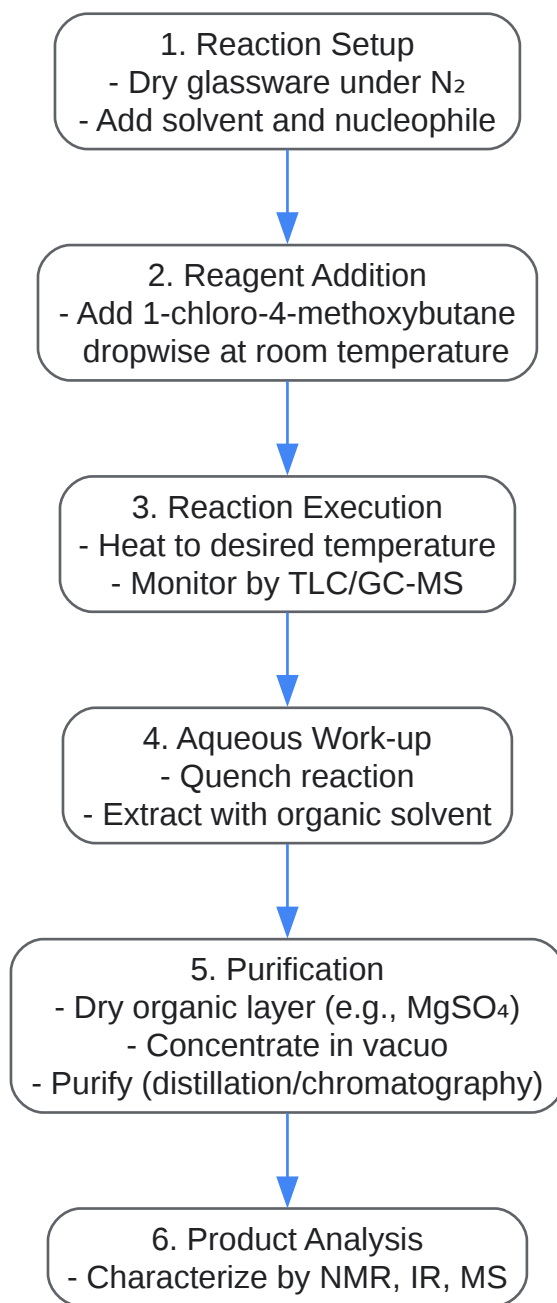 1. Reaction Setup
- Dry glassware under N₂
- Add solvent and nucleophile
2. Reagent Addition
- Add 1-chloro-4-methoxybutane
dropwise at room temperature
3. Reaction Execution
- Heat to desired temperature
- Monitor by TLC/GC-MS
4. Aqueous Work-up
- Quench reaction
- Extract with organic solvent
5. Purification
- Dry organic layer (e.g., MgSO₄)
- Concentrate in vacuo
- Purify (distillation/chromatography)
6. Product Analysis
- Characterize by NMR, IR, MS